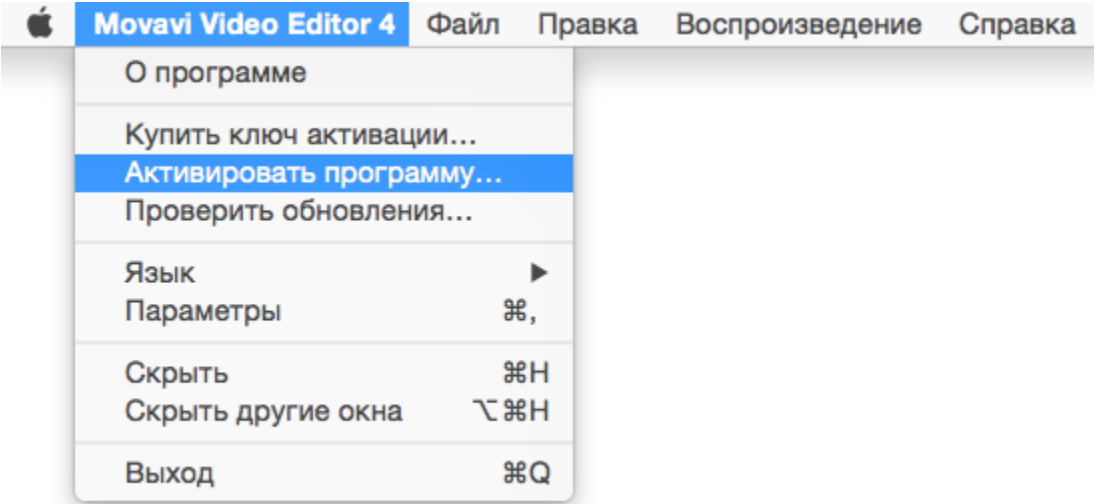 Movavi Video Editor 4 Файл Правка Воспроизведение Справка
О программе
Купить ключ активации...
Активировать программу...
Проверить обновления...
Язык ▶
Параметры ⌘,
Скрыть ⌘H
Скрыть другие окна ⌥⌘H
Выход ⌘Q